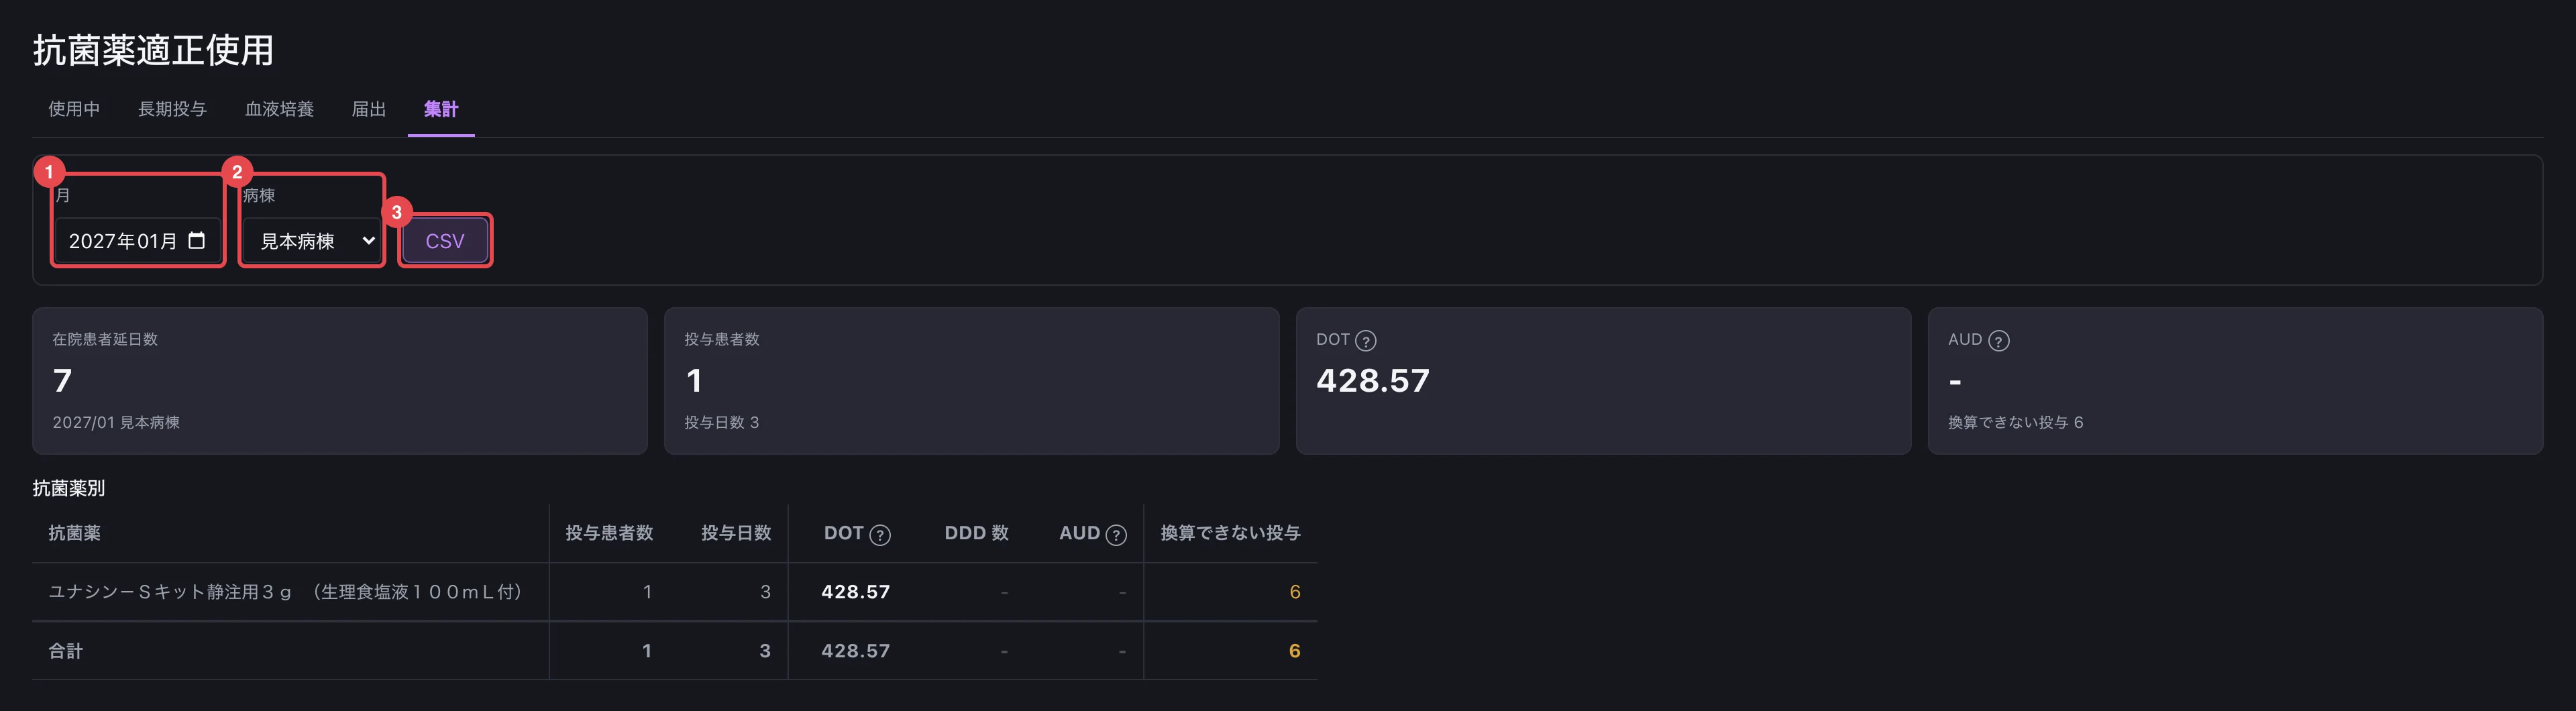 抗菌薬適正使用
使用中 長期投与 血液培養 届出 集計
1 2
月 病棟
3
2027年01月 見本病棟 CSV
在院患者延日数 投与患者数 DOT ? AUD ?
7 1 428.57 -
2027/01 見本病棟 投与日数 3 換算できない投与 6
抗菌薬別
抗菌薬 投与患者数 投与日数 DOT ? DDD 数 AUD ? 換算できない投与
ユナシン－Ｓキット静注用３ｇ （生理食塩液１００ｍＬ付） 1 3 428.57 - - 6
合計 1 3 428.57 - - 6